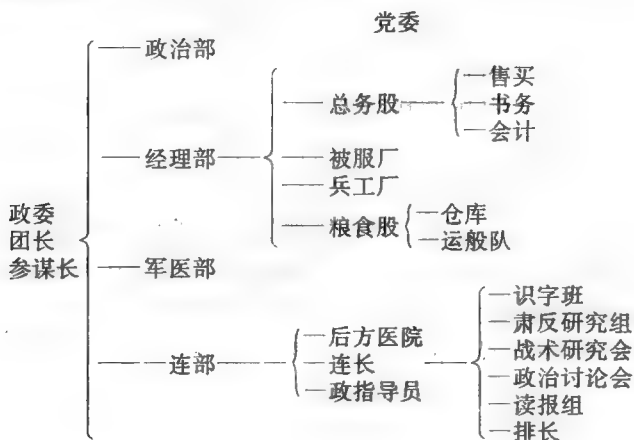 党委
政治部
售买
总务股
书务
会计
经理部
被服厂
兵工厂
政委
团长
参谋长
粮食股
仓库
运般队
军医部
识字班
肃反研究组
后方医院
战术研究会
连部
连长
政治讨论会
政指导员
读报组
排长